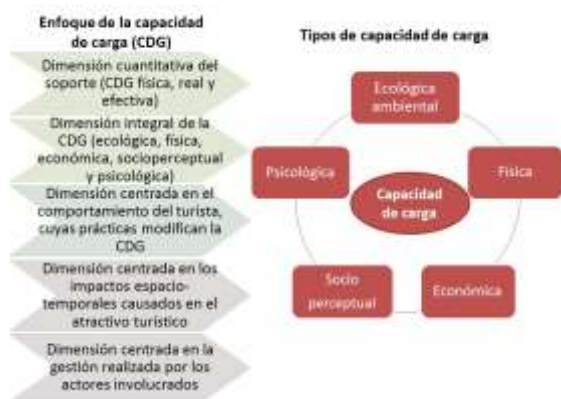 Enfoque de la capacidad
de carga (CDG)
Dimensión cuantitativa del
soporte (CDG física, real y
efectiva)
Dimensión integral de la
CDG (ecológica, física,
económica, socioperceptual
y psicológica)
Dimensión centrada en el
comportamiento del turista,
cuyas prácticas modifican la
CDG
Dimensión centrada en los
impactos espacio-
temporales causados en el
atractivo turístico
Dimensión centrada en la
gestión realizada por los
actores involucrados
Tipos de capacidad de carga
Ecológica
ambiental
Física
Económica
Socio
perceptual
Psicológica
Capacidad
de carga